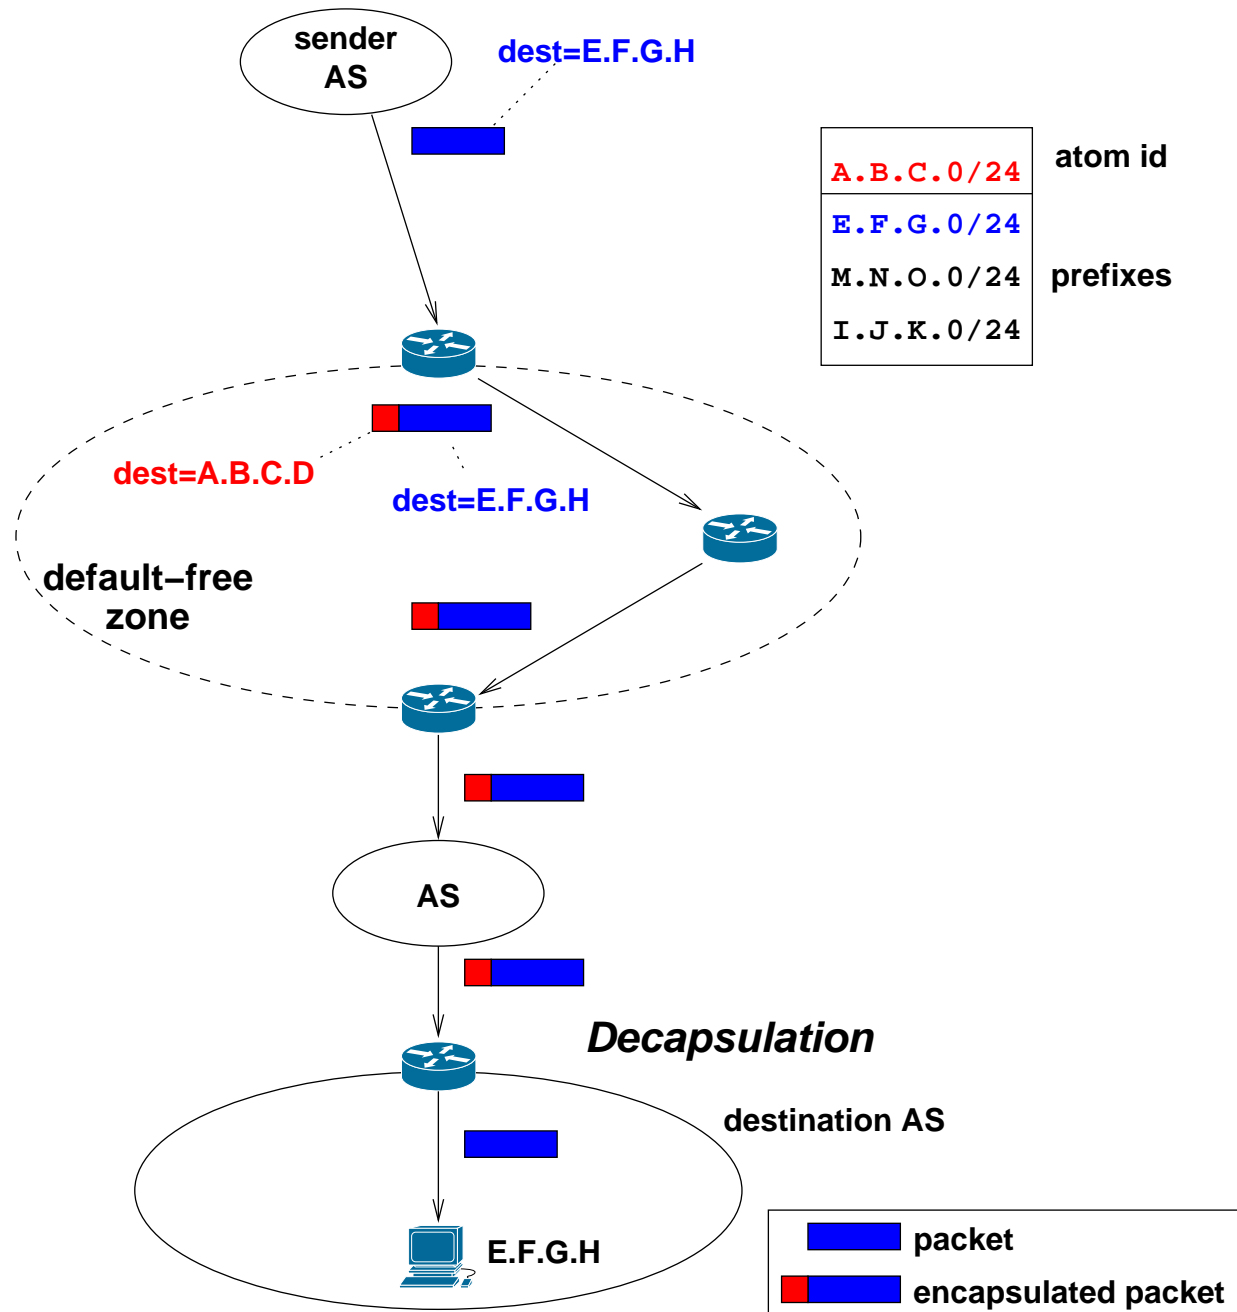 sender
AS
dest=E.F.G.H
A.B.C.0/24
atom id
E.F.G.0/24
M.N.O.0/24
prefixes
I.J.K.0/24
dest=A.B.C.D
dest=E.F.G.H
default–free
zone
AS
Decapsulation
destination AS
E.F.G.H
packet
encapsulated packet